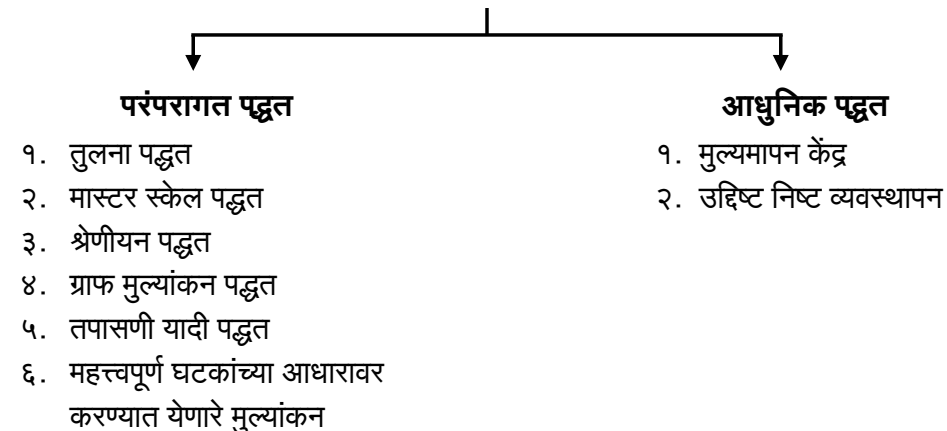 परंपरागत पद्धत
१. तुलना पद्धत
२. मास्टर स्केल पद्धत
३. श्रेणीयन पद्धत
४. ग्राफ मुल्यांकन पद्धत
५. तपासणी यादी पद्धत
६. महत्त्वपूर्ण घटकांच्या आधारावर
करण्यात येणारे मुल्यांकन
आधुनिक पद्धत
१. मुल्यमापन केंद्र
२. उद्दिष्ट निष्ट व्यवस्थापन